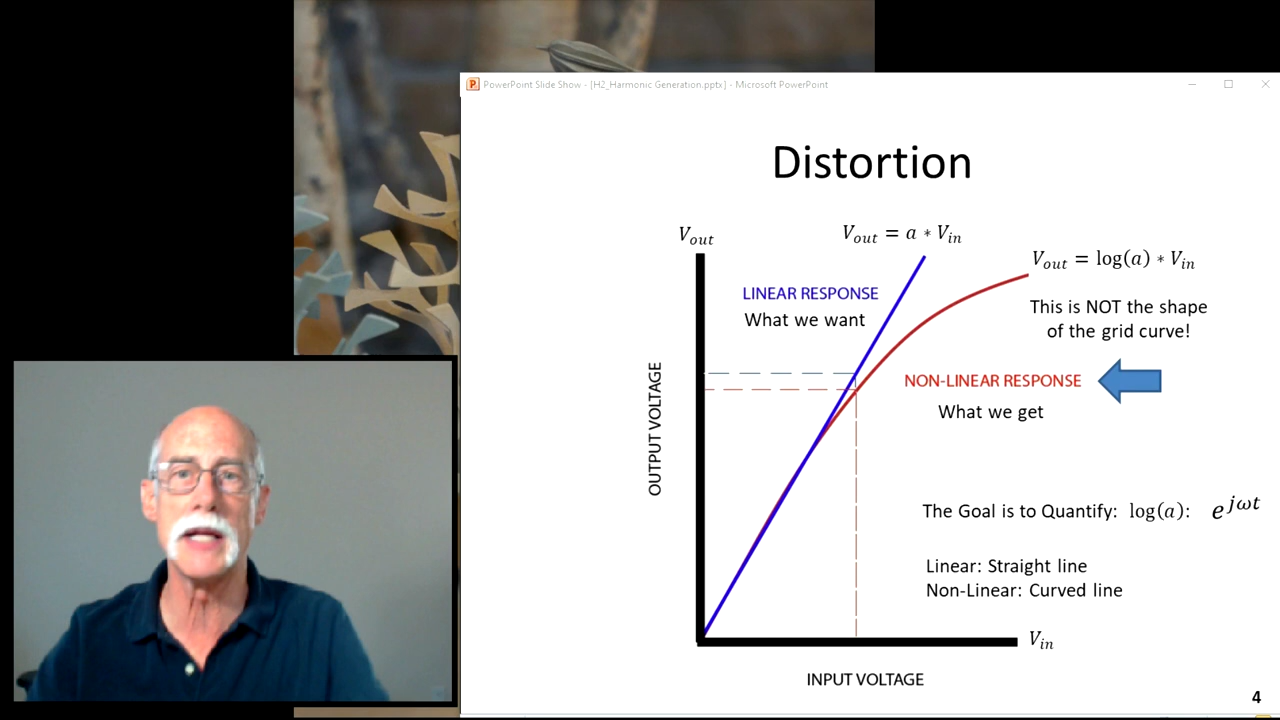 PowerPoint Slide Show - [H2_Harmonic Generation.pptx] - Microsoft PowerPoint
Distortion
V_out
V_out = a ∗ V_in
V_out = log(a) ∗ V_in
LINEAR RESPONSE
What we want
This is NOT the shape
of the grid curve!
OUTPUT VOLTAGE
NON-LINEAR RESPONSE
What we get
The Goal is to Quantify: log(a): e^{jωt}
Linear: Straight line
Non-Linear: Curved line
V_in
INPUT VOLTAGE
4